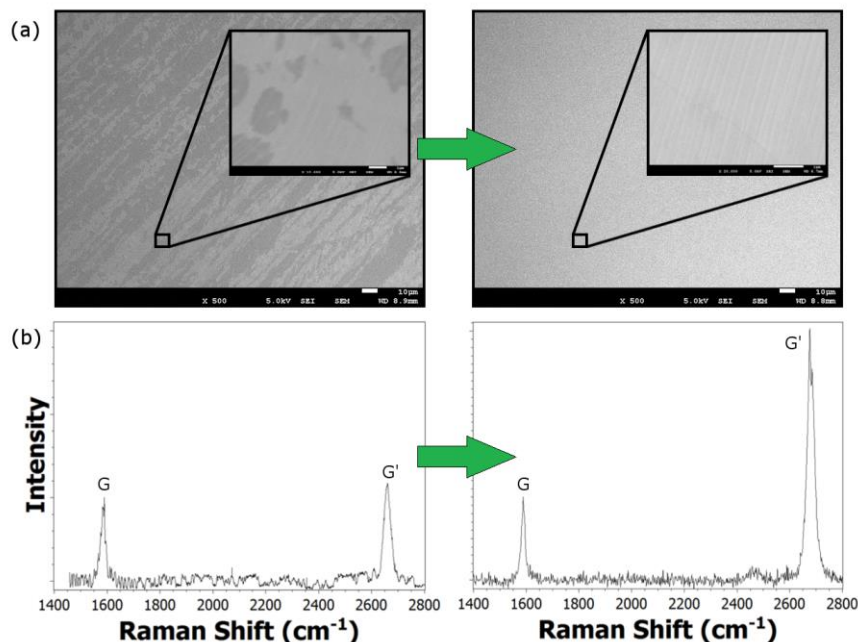 (a)
X 500 5.0kV SEI SEM WD 8.9mm 10µm
X 500 5.0kV SEI SEM WD 8.8mm 10µm
(b)
Intensity
G
G'
1400 1600 1800 2000 2200 2400 2600 2800
Raman Shift (cm⁻¹)
G
G'
1400 1600 1800 2000 2200 2400 2600 2800
Raman Shift (cm⁻¹)